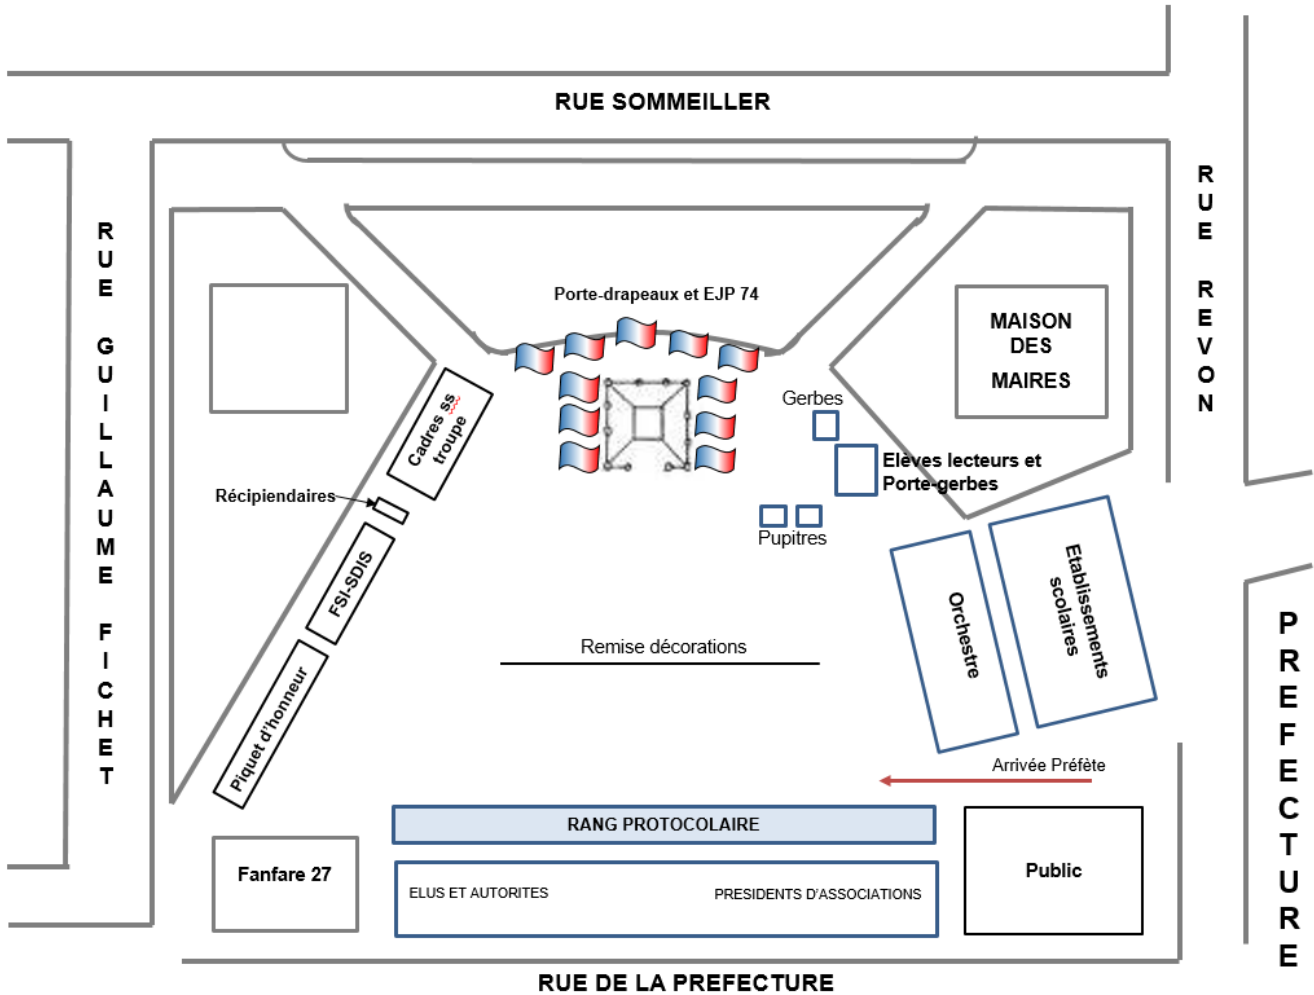 RUE SOMMEILLER
RUE REVON
RUE GUILLAUME FICHET
Porte-drapeaux et EJP 74
MAISON
DES
MAIRES
Gerbes
Cadres ss
troupe
Elèves lecteurs et
Porte-gerbes
Récipiendaires
Pupitres
FSI-SDIS
Etablissements
scolaires
Orchestre
Remise décorations
PREFECTURE
Piquet d'honneur
Arrivée Préfète
RANG PROTOCOLAIRE
Fanfare 27
ELUS ET AUTORITES
PRESIDENTS D'ASSOCIATIONS
Public
RUE DE LA PREFECTURE